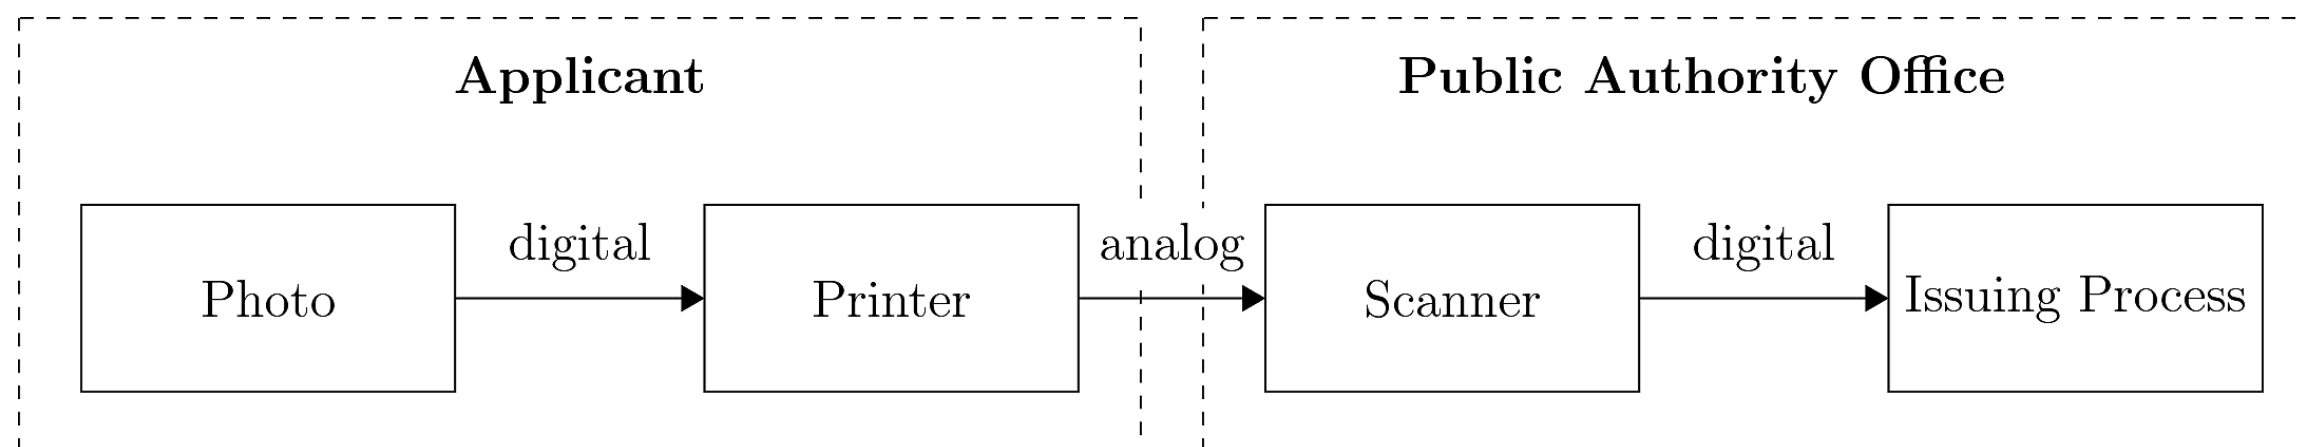 Applicant
Public Authority Office
Photo
digital
Printer
analog
Scanner
digital
Issuing Process